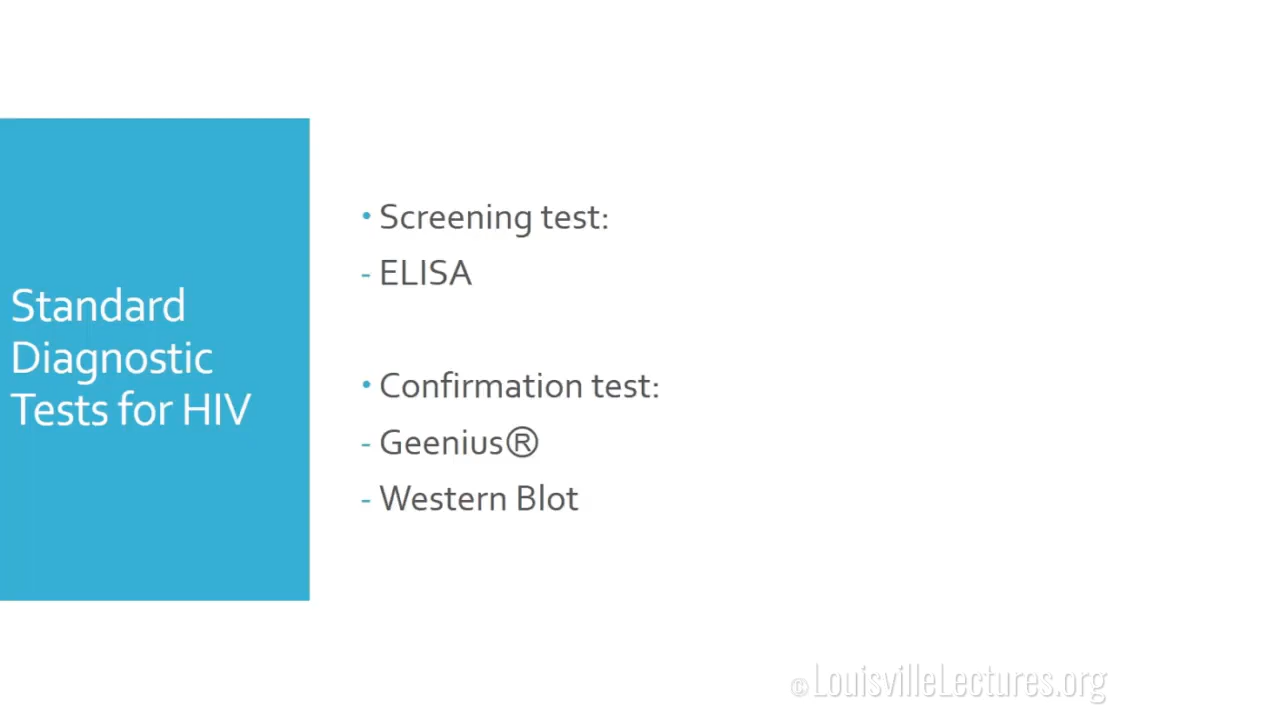 Standard
Diagnostic
Tests for HIV
• Screening test:
- ELISA
• Confirmation test:
- Geenius®
- Western Blot
© LouisvilleLectures.org